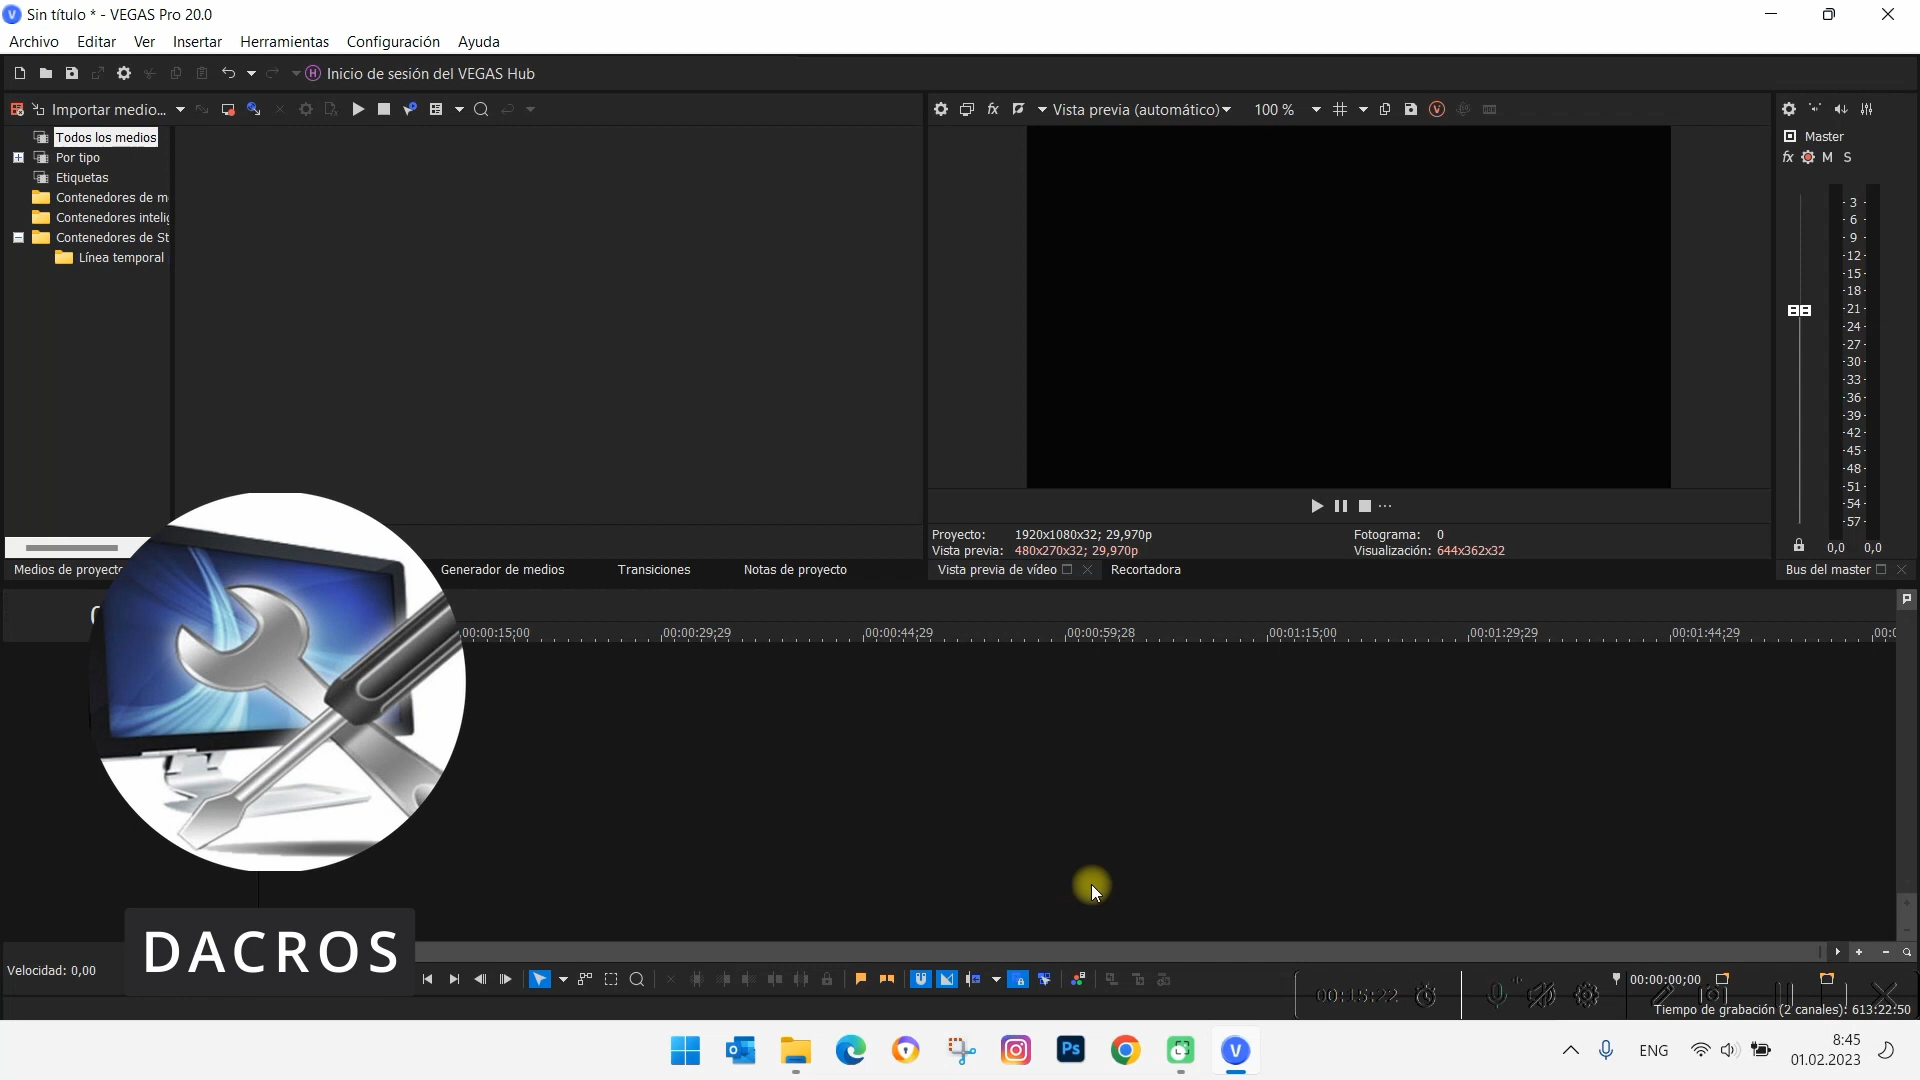 Sin título * - VEGAS Pro 20.0
Archivo Editar Ver Insertar Herramientas Configuración Ayuda
Inicio de sesión del VEGAS Hub
Importar medio...
Vista previa (automático)
100 %
Todos los medios
Por tipo
Etiquetas
Contenedores de m
Contenedores intelig
Contenedores de St
Línea temporal
Master
fx M S
- 3 -
- 6 -
- 9 -
-12-
-15-
-18-
-21-
-24-
-27-
-30-
-33-
-36-
-39-
-42-
-45-
-48-
-51-
-54-
-57-
0,0 0,0
Proyecto: 1920x1080x32; 29,970p
Fotograma: 0
Vista previa: 480x270x32; 29,970p
Visualización: 644x362x32
Medios de proyecto
Generador de medios
Transiciones
Notas de proyecto
Vista previa de vídeo
Recortadora
Bus del master
00:00:15;00 00:00:29;29 00:00:44;29 00:00:59;28 00:01:15;00 00:01:29;29 00:01:44;29 00:0
DACROS
Velocidad: 0,00
00:15:22
00:00:00;00
Tiempo de grabación (2 canales): 613:22:50
Ps
ENG
8:45
01.02.2023